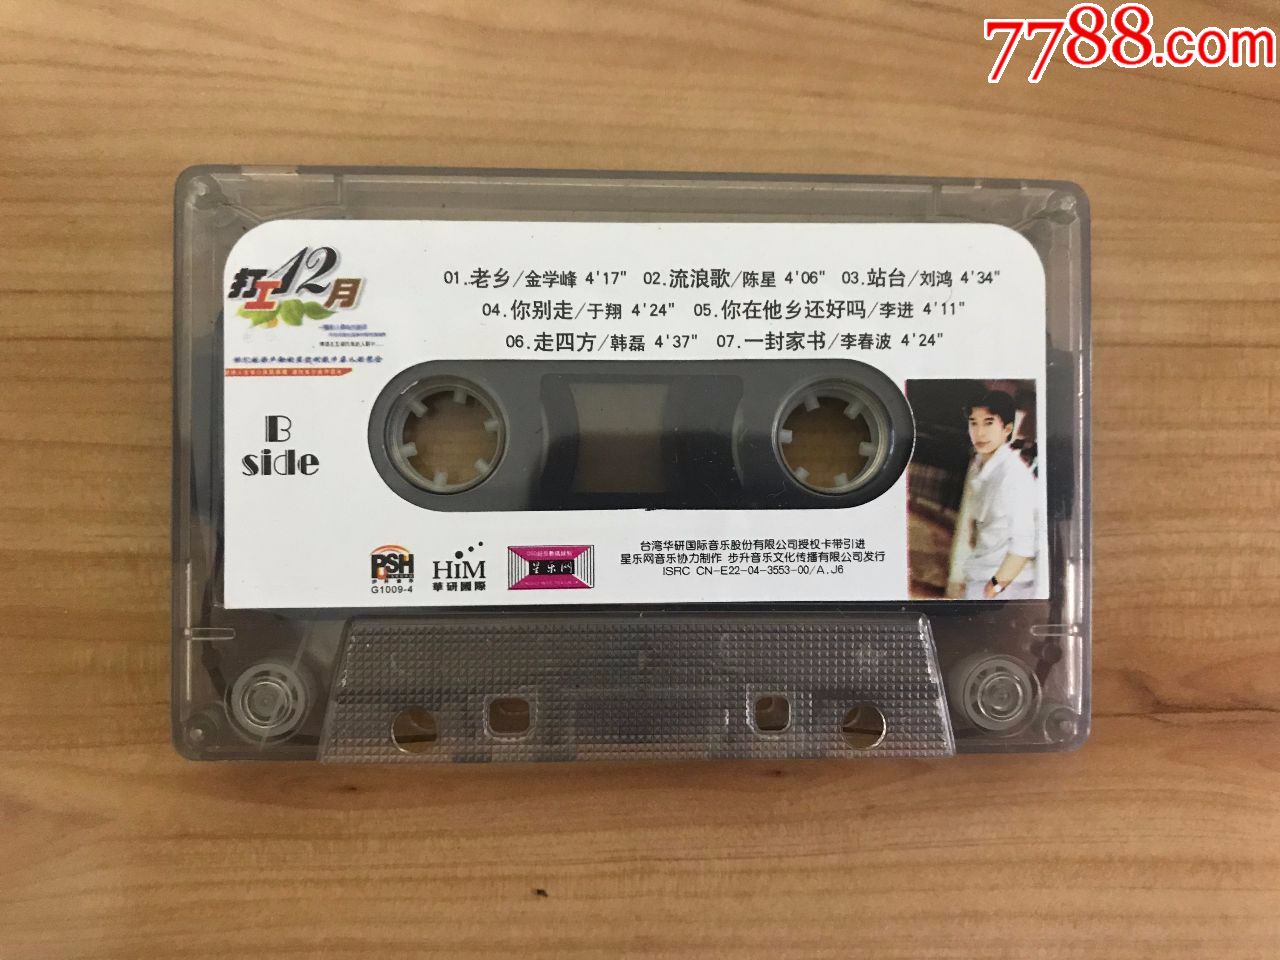 7788.com
打工12月
01.老乡/金学峰 4'17" 02.流浪歌/陈星 4'06" 03.站台/刘鸿 4'34"
04.你别走/于翔 4'24" 05.你在他乡还好吗/李进 4'11"
06.走四方/韩磊 4'37" 07.一封家书/李春波 4'24"
B
side
PSH
G1009-4
HiM
華研國際
星乐网
台湾华研国际音乐股份有限公司授权卡带引进
星乐网音乐协力制作 步升音乐文化传播有限公司发行
ISRC CN-E22-04-3553-00/A.J6